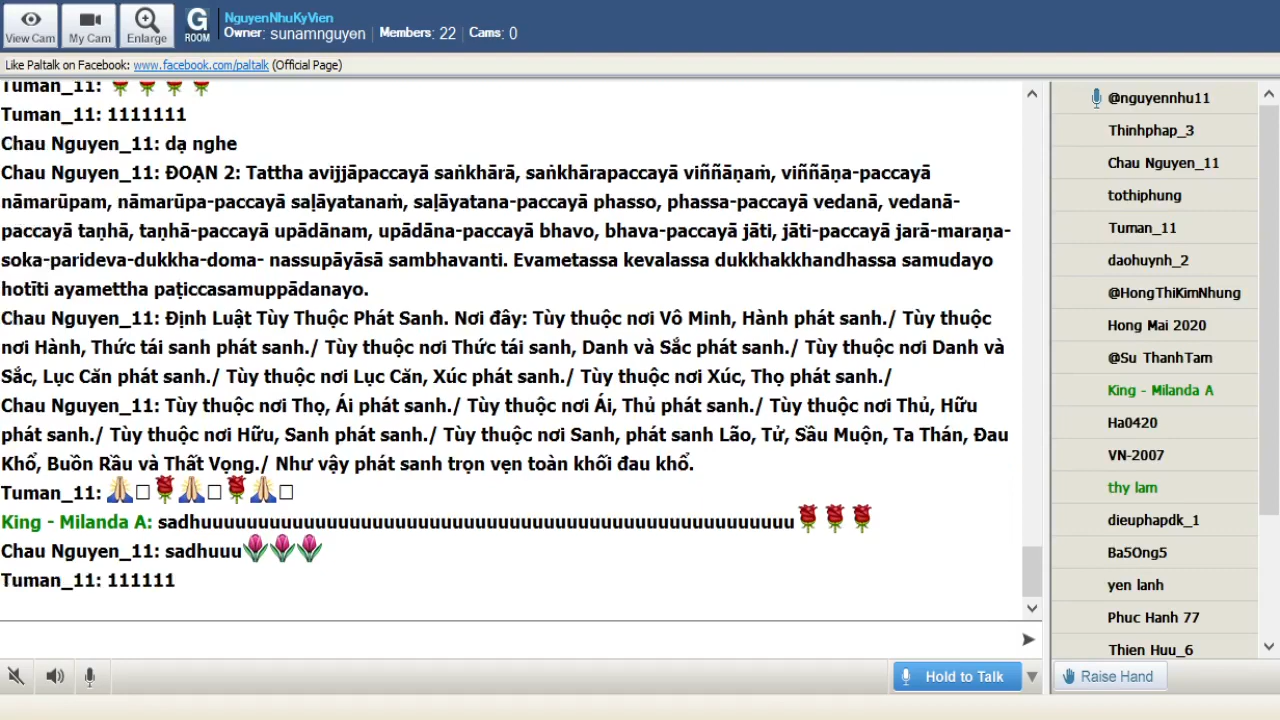 NguyenNhuKyVien
Owner: sunamnguyen | Members: 22 | Cams: 0
View Cam
My Cam
Enlarge
G
ROOM
Like Paltalk on Facebook: www.facebook.com/paltalk (Official Page)
Tuman_11:
Tuman_11: 1111111
Chau Nguyen_11: dạ nghe
Chau Nguyen_11: ĐOẠN 2: Tattha avijjāpaccayā saṅkhārā, saṅkhārapaccayā viññāṇaṁ, viññāṇa-paccayā
nāmarūpam, nāmarūpa-paccayā saḷāyatanaṁ, saḷāyatana-paccayā phasso, phassa-paccayā vedanā, vedanā-
paccayā taṇhā, taṇhā-paccayā upādānam, upādāna-paccayā bhavo, bhava-paccayā jāti, jāti-paccayā jarā-maraṇa-
soka-parideva-dukkha-doma- nassupāyāsā sambhavanti. Evametassa kevalassa dukkhakkhandhassa samudayo
hotīti ayamettha paṭiccasamuppādanayo.
Chau Nguyen_11: Định Luật Tùy Thuộc Phát Sanh. Nơi đây: Tùy thuộc nơi Vô Minh, Hành phát sanh./ Tùy thuộc
nơi Hành, Thức tái sanh phát sanh./ Tùy thuộc nơi Thức tái sanh, Danh và Sắc phát sanh./ Tùy thuộc nơi Danh và
Sắc, Lục Căn phát sanh./ Tùy thuộc nơi Lục Căn, Xúc phát sanh./ Tùy thuộc nơi Xúc, Thọ phát sanh./
Chau Nguyen_11: Tùy thuộc nơi Thọ, Ái phát sanh./ Tùy thuộc nơi Ái, Thủ phát sanh./ Tùy thuộc nơi Thủ, Hữu
phát sanh./ Tùy thuộc nơi Hữu, Sanh phát sanh./ Tùy thuộc nơi Sanh, phát sanh Lão, Tử, Sầu Muộn, Ta Thán, Đau
Khổ, Buồn Rầu và Thất Vọng./ Như vậy phát sanh trọn vẹn toàn khối đau khổ.
Tuman_11: 🙏🏻□🌹🙏🏻□🌹🙏🏻□
King - Milanda A: sadhuuuuuuuuuuuuuuuuuuuuuuuuuuuuuuuuuuuuuuuuuuuuuuuuuuuuu🌹🌹🌹
Chau Nguyen_11: sadhuuu🌷🌷🌷
Tuman_11: 111111
Hold to Talk
@nguyennhu11
Thinhphap_3
Chau Nguyen_11
tothiphung
Tuman_11
daohuynh_2
@HongThiKimNhung
Hong Mai 2020
@Su ThanhTam
King - Milanda A
Ha0420
VN-2007
thy lam
dieuphapdk_1
Ba5Ong5
yen lanh
Phuc Hanh 77
Thien Huu_6
Raise Hand